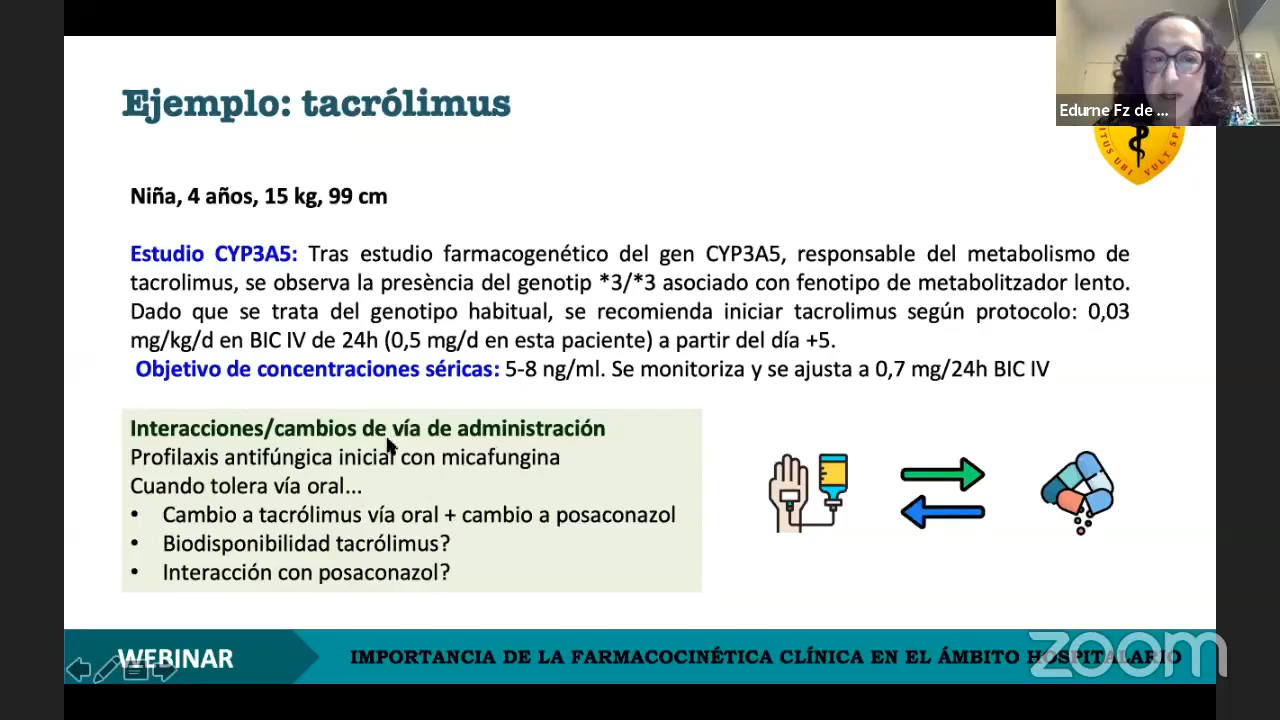 Ejemplo: tacrólimus
Edurne Fz de ...
ITUS UBI VULT SPI
Niña, 4 años, 15 kg, 99 cm
Estudio CYP3A5: Tras estudio farmacogenético del gen CYP3A5, responsable del metabolismo de
tacrolimus, se observa la presència del genotip *3/*3 asociado con fenotipo de metabolitzador lento.
Dado que se trata del genotipo habitual, se recomienda iniciar tacrolimus según protocolo: 0,03
mg/kg/d en BIC IV de 24h (0,5 mg/d en esta paciente) a partir del día +5.
Objetivo de concentraciones séricas: 5-8 ng/ml. Se monitoriza y se ajusta a 0,7 mg/24h BIC IV
Interacciones/cambios de vía de administración
Profilaxis antifúngica inicial con micafungina
Cuando tolera vía oral...
• Cambio a tacrólimus vía oral + cambio a posaconazol
• Biodisponibilidad tacrólimus?
• Interacción con posaconazol?
WEBINAR
IMPORTANCIA DE LA FARMACOCINÉTICA CLÍNICA EN EL ÁMBITO HOSPITALARIO
zoom